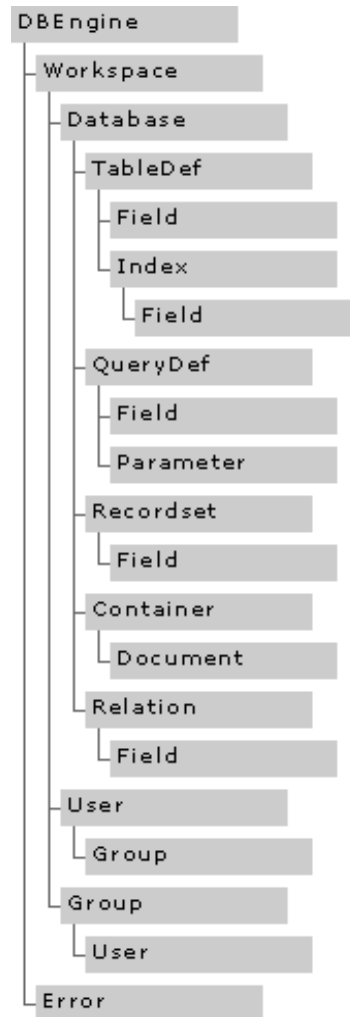 DBEngine
Workspace
Database
TableDef
Field
Index
Field
QueryDef
Field
Parameter
Recordset
Field
Container
Document
Relation
Field
User
Group
Group
User
Error